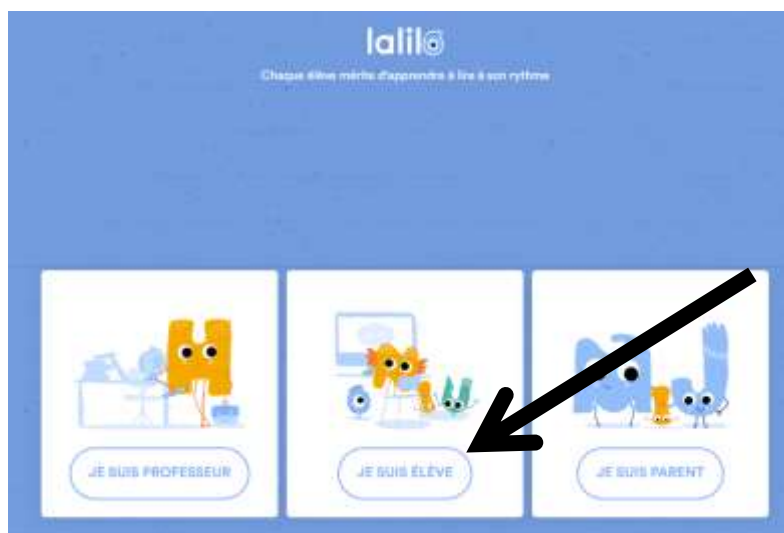 lalilo
Chaque élève mérite d'apprendre à lire à son rythme
JE SUIS PROFESSEUR
JE SUIS ÉLÈVE
JE SUIS PARENT